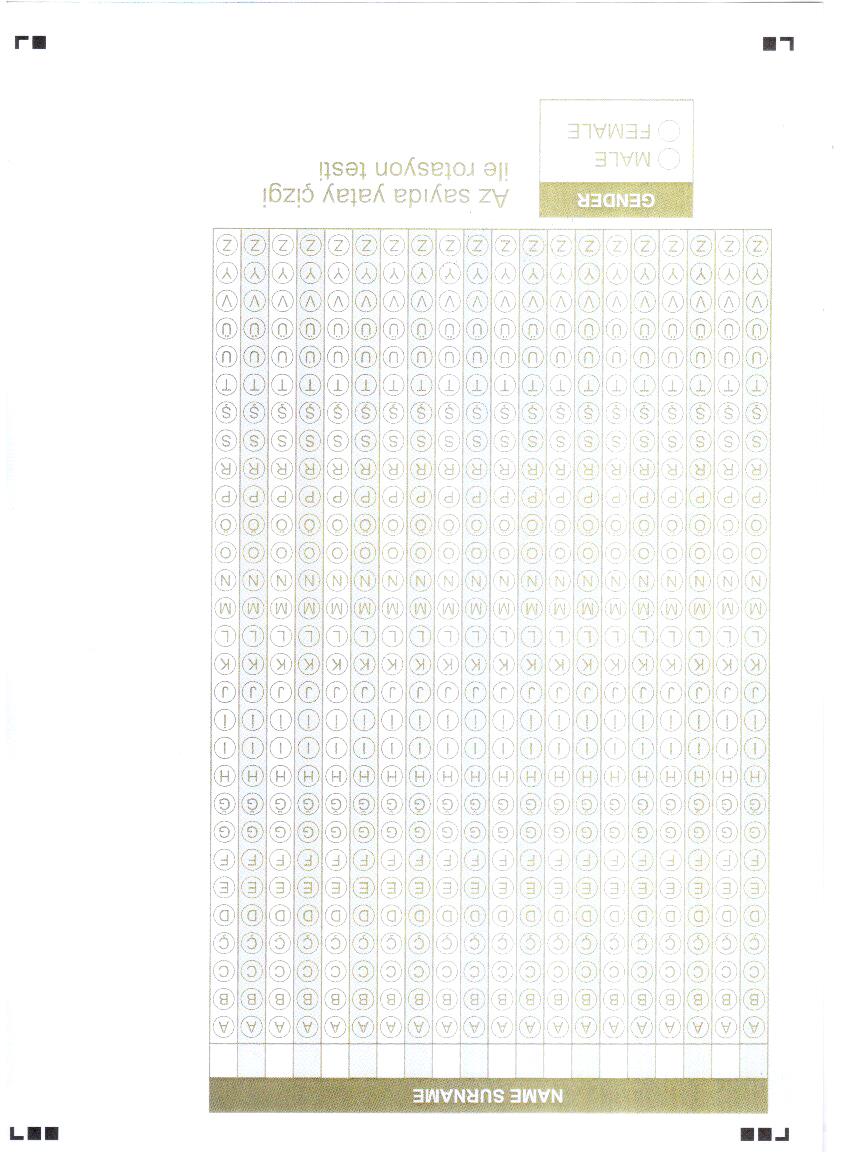 NAME SURNAME
A A A A A A A A A A A A A A A A A A A A
B B B B B B B B B B B B B B B B B B B B
C C C C C C C C C C C C C C C C C C C C
Ç Ç Ç Ç Ç Ç Ç Ç Ç Ç Ç Ç Ç Ç Ç Ç Ç Ç Ç Ç
D D D D D D D D D D D D D D D D D D D D
E E E E E E E E E E E E E E E E E E E E
F F F F F F F F F F F F F F F F F F F F
G G G G G G G G G G G G G G G G G G G G
Ğ Ğ Ğ Ğ Ğ Ğ Ğ Ğ Ğ Ğ Ğ Ğ Ğ Ğ Ğ Ğ Ğ Ğ Ğ Ğ
H H H H H H H H H H H H H H H H H H H H
I I I I I I I I I I I I I I I I I I I I
İ İ İ İ İ İ İ İ İ İ İ İ İ İ İ İ İ İ İ İ
J J J J J J J J J J J J J J J J J J J J
K K K K K K K K K K K K K K K K K K K K
L L L L L L L L L L L L L L L L L L L L
M M M M M M M M M M M M M M M M M M M M
N N N N N N N N N N N N N N N N N N N N
O O O O O O O O O O O O O O O O O O O O
Ö Ö Ö Ö Ö Ö Ö Ö Ö Ö Ö Ö Ö Ö Ö Ö Ö Ö Ö Ö
P P P P P P P P P P P P P P P P P P P P
R R R R R R R R R R R R R R R R R R R R
S S S S S S S S S S S S S S S S S S S S
Ş Ş Ş Ş Ş Ş Ş Ş Ş Ş Ş Ş Ş Ş Ş Ş Ş Ş Ş Ş
T T T T T T T T T T T T T T T T T T T T
U U U U U U U U U U U U U U U U U U U U
Ü Ü Ü Ü Ü Ü Ü Ü Ü Ü Ü Ü Ü Ü Ü Ü Ü Ü Ü Ü
V V V V V V V V V V V V V V V V V V V V
Y Y Y Y Y Y Y Y Y Y Y Y Y Y Y Y Y Y Y Y
Z Z Z Z Z Z Z Z Z Z Z Z Z Z Z Z Z Z Z Z
GENDER
MALE
FEMALE
Az sayıda yatay çizgi
ile rotasyon testi